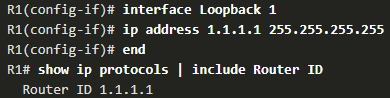 R1(config-if)# interface Loopback 1
R1(config-if)# ip address 1.1.1.1 255.255.255.255
R1(config-if)# end
R1# show ip protocols | include Router ID
  Router ID 1.1.1.1